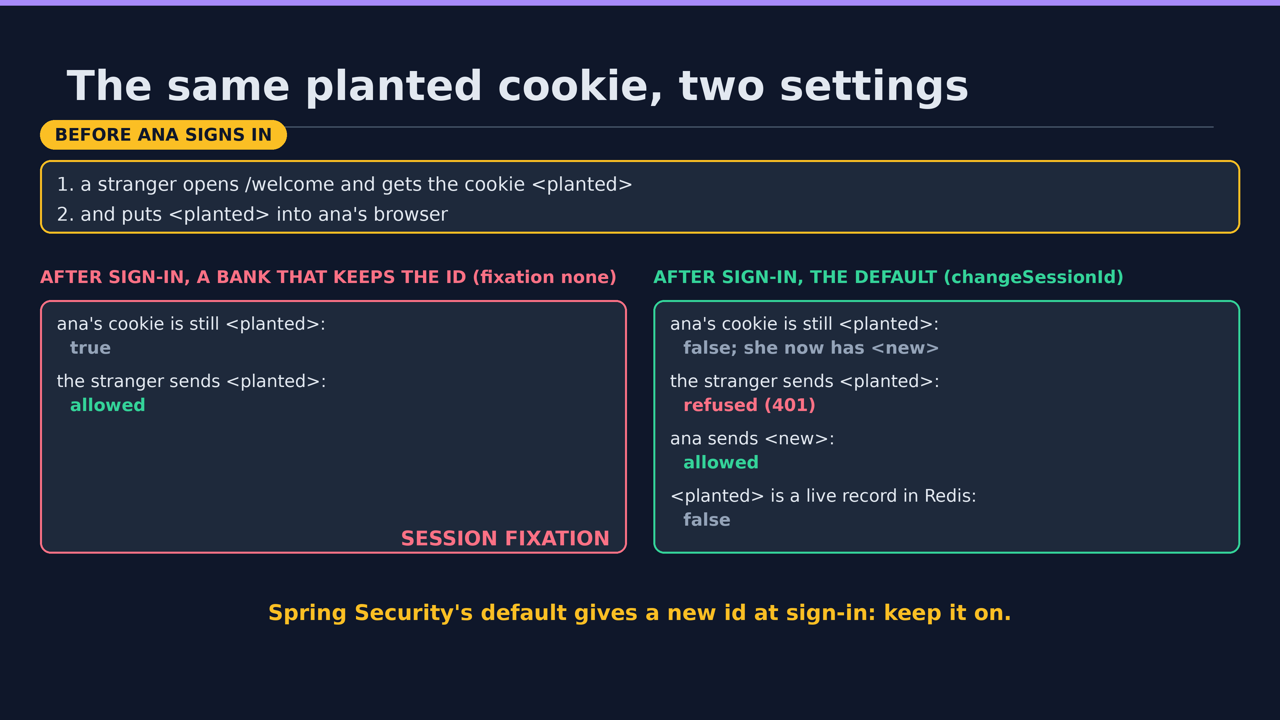 The same planted cookie, two settings
BEFORE ANA SIGNS IN
1. a stranger opens /welcome and gets the cookie <planted>
2. and puts <planted> into ana's browser
AFTER SIGN-IN, A BANK THAT KEEPS THE ID (fixation none)
ana's cookie is still <planted>:
true
the stranger sends <planted>:
allowed
SESSION FIXATION
AFTER SIGN-IN, THE DEFAULT (changeSessionId)
ana's cookie is still <planted>:
false; she now has <new>
the stranger sends <planted>:
refused (401)
ana sends <new>:
allowed
<planted> is a live record in Redis:
false
Spring Security's default gives a new id at sign-in: keep it on.